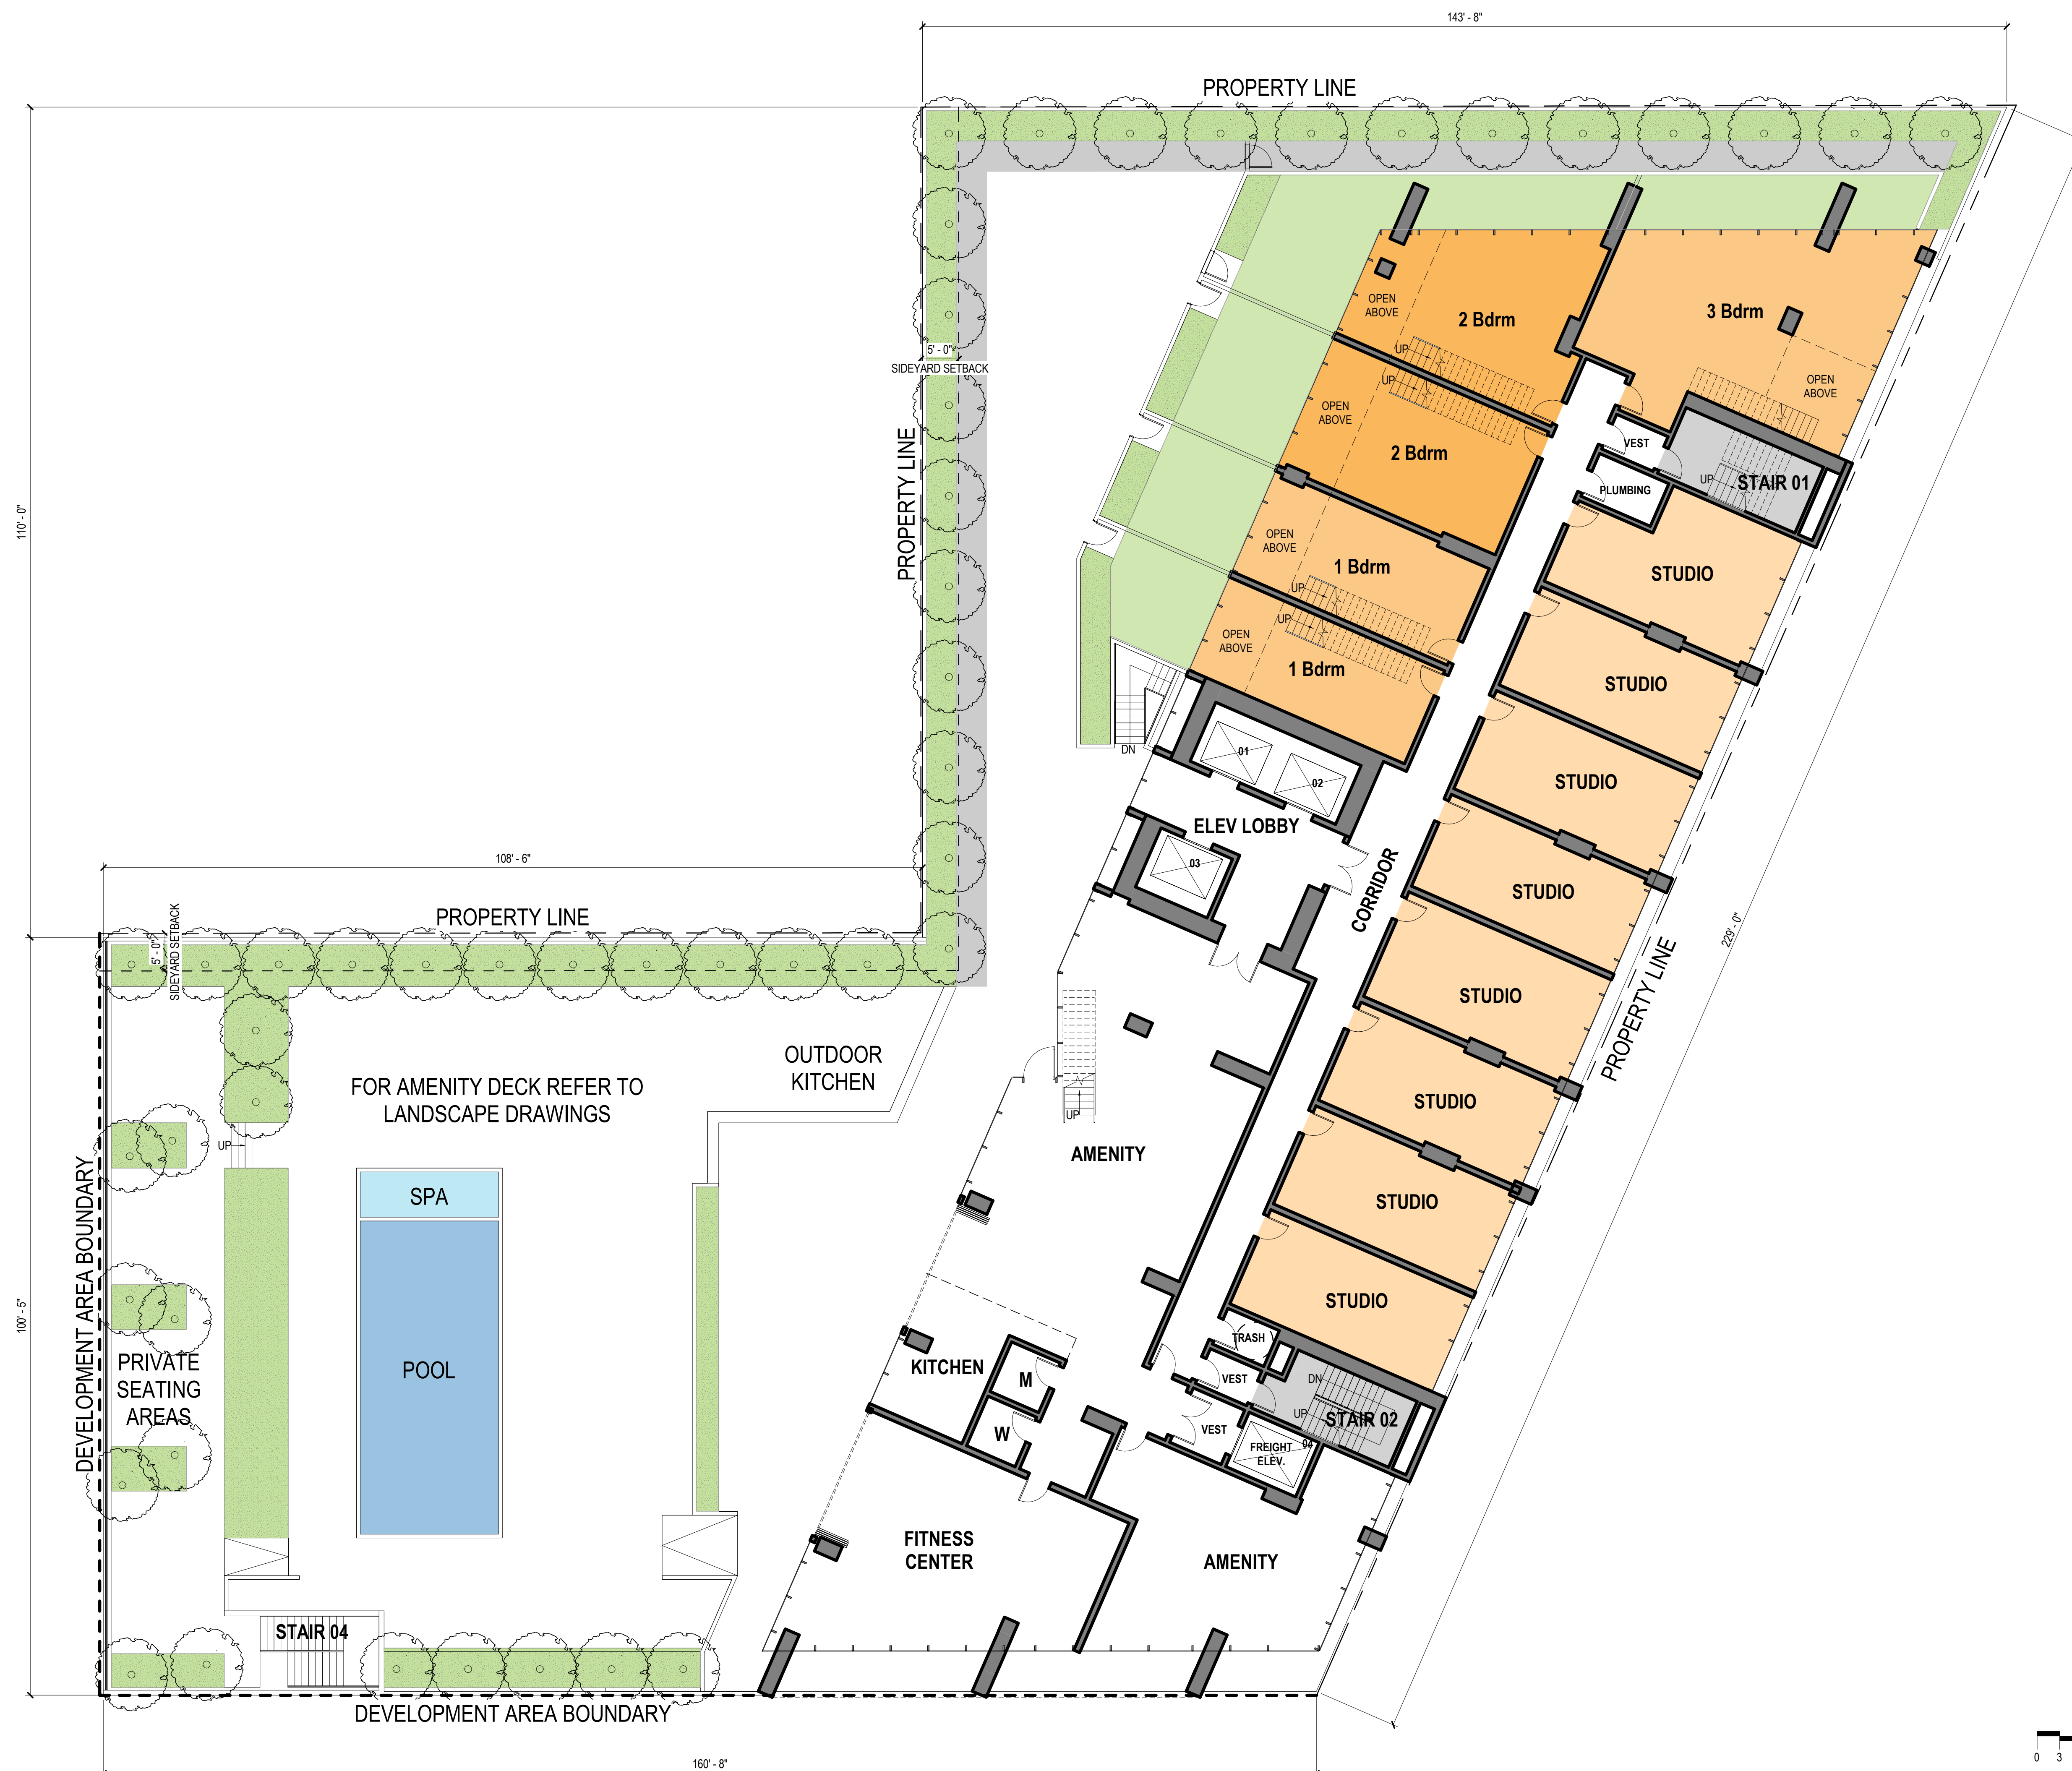 143' - 8"
PROPERTY LINE
110' - 0"
5' - 0"
SIDEYARD SETBACK
PROPERTY LINE
OPEN
ABOVE
2 Bdrm
UP
3 Bdrm
OPEN
ABOVE
UP
OPEN
ABOVE
2 Bdrm
VEST
PLUMBING
UP
STAIR 01
OPEN
ABOVE
1 Bdrm
UP
STUDIO
UP
OPEN
ABOVE
1 Bdrm
STUDIO
DN
01
02
STUDIO
ELEV LOBBY
03
CORRIDOR
STUDIO
108' - 6"
PROPERTY LINE
5' - 0"
SIDEYARD SETBACK
229' - 0"
PROPERTY LINE
STUDIO
OUTDOOR
KITCHEN
FOR AMENITY DECK REFER TO
LANDSCAPE DRAWINGS
UP
STUDIO
UP
AMENITY
SPA
STUDIO
DEVELOPMENT AREA BOUNDARY
100' - 5"
STUDIO
PRIVATE
SEATING
AREAS
POOL
KITCHEN
M
W
TRASH
VEST
DN
UP
STAIR 02
VEST
FREIGHT
ELEV.
04
FITNESS
CENTER
AMENITY
STAIR 04
DEVELOPMENT AREA BOUNDARY
160' - 8"
0 3